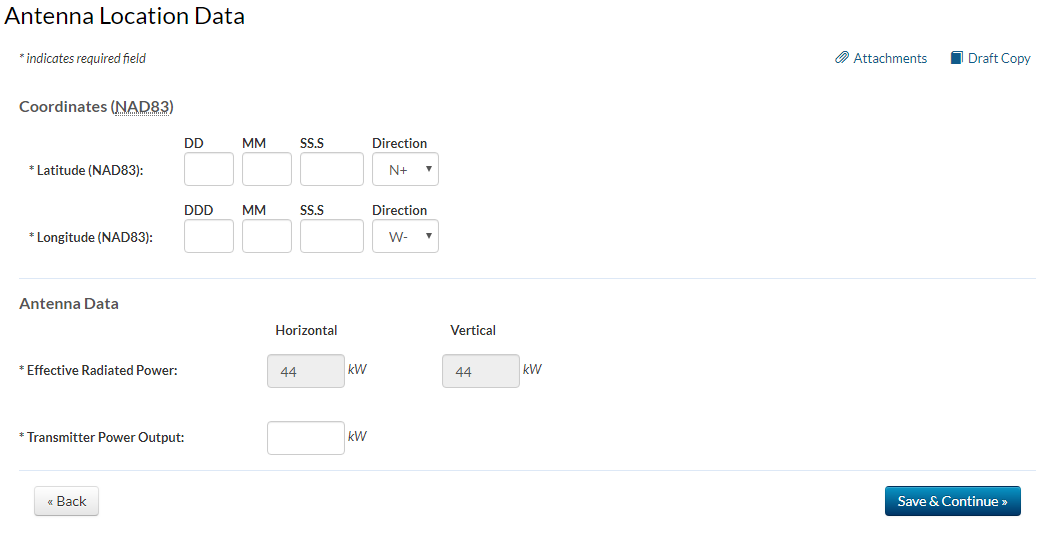 Antenna Location Data
* indicates required field
Attachments
Draft Copy
Coordinates (NAD83)
DD MM SS.S Direction
* Latitude (NAD83): N+
DDD MM SS.S Direction
* Longitude (NAD83): W-
Antenna Data
Horizontal Vertical
* Effective Radiated Power: 44 kW 44 kW
* Transmitter Power Output: kW
« Back
Save & Continue »